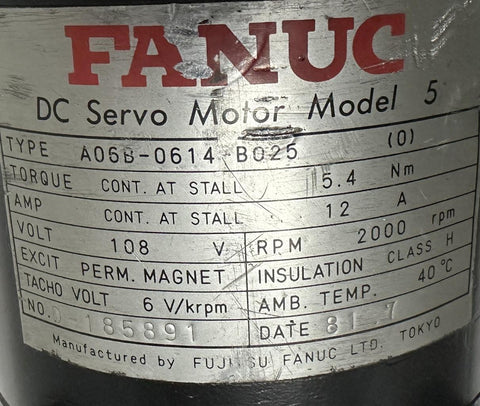 FANUC
DC Servo Motor Model 5
TYPE A06B-0614-B025 (0)
TORQUE CONT. AT STALL 5.4 Nm
AMP CONT. AT STALL 12 A
VOLT 108 V RPM 2000 rpm
EXCIT PERM. MAGNET INSULATION CLASS H
TACHO VOLT 6 V/krpm AMB. TEMP. 40°C
NO. -185891 DATE 81.7
Manufactured by FUJITSU FANUC LTD. TOKYO